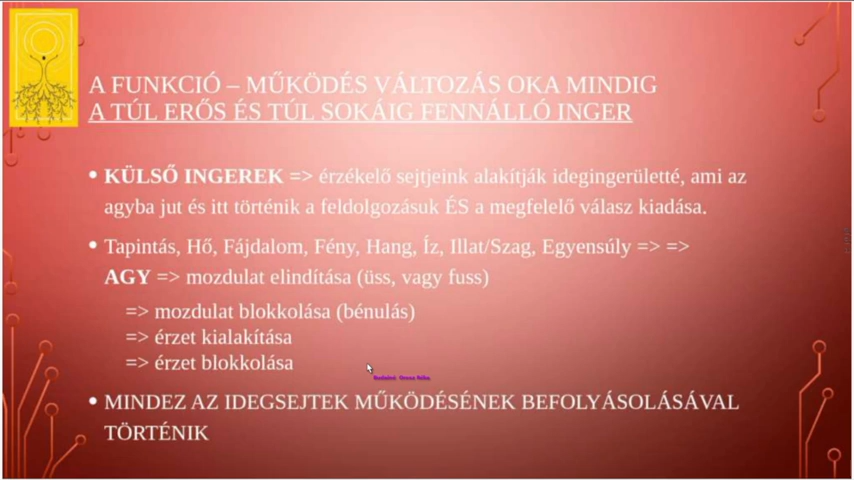 A FUNKCIÓ – MŰKÖDÉS VÁLTOZÁS OKA MINDIG
A TÚL ERŐS ÉS TÚL SOKÁIG FENNÁLLÓ INGER
• KÜLSŐ INGEREK => érzékelő sejtjeink alakítják idegingerületté, ami az
agyba jut és itt történik a feldolgozásuk ÉS a megfelelő válasz kiadása.
• Tapintás, Hő, Fájdalom, Fény, Hang, Íz, Illat/Szag, Egyensúly => =>
AGY => mozdulat elindítása (üss, vagy fuss)
=> mozdulat blokkolása (bénulás)
=> érzet kialakítása
=> érzet blokkolása
• MINDEZ AZ IDEGSEJTEK MŰKÖDÉSÉNEK BEFOLYÁSOLÁSÁVAL
TÖRTÉNIK